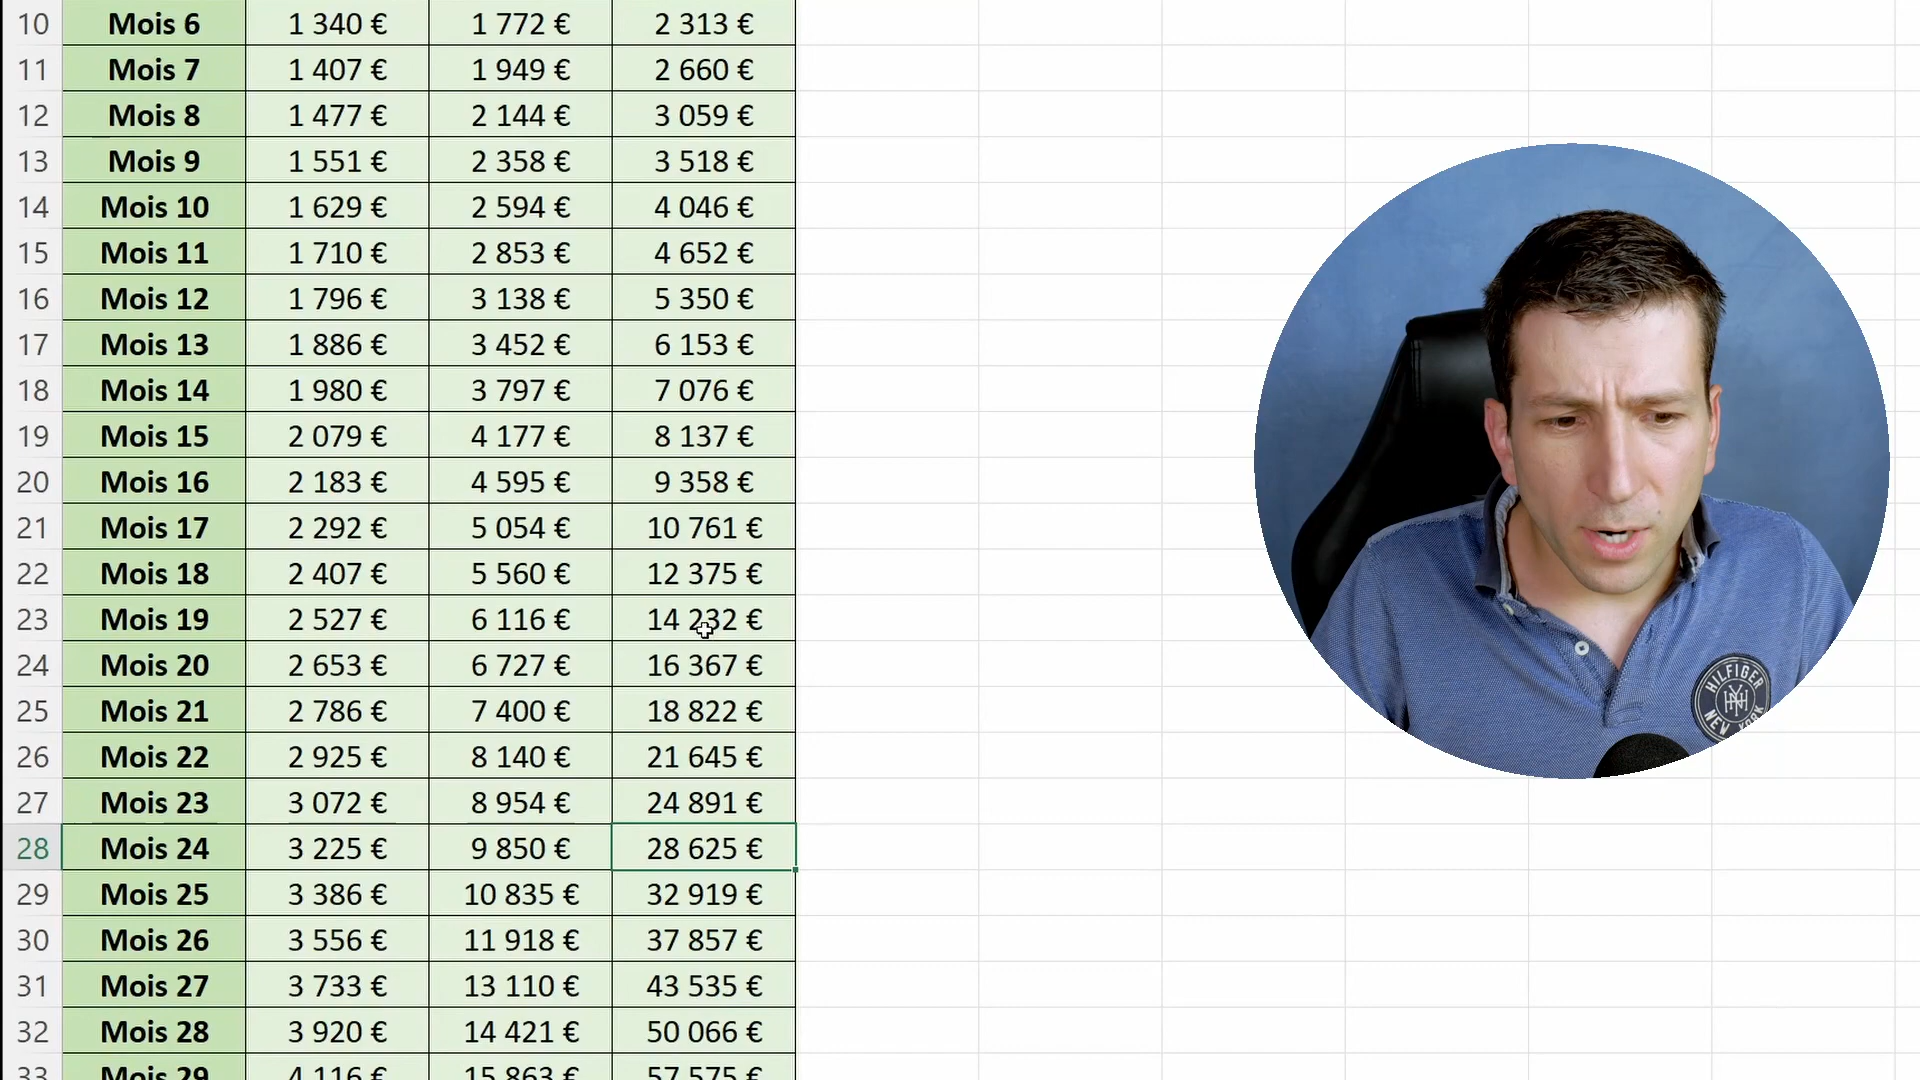 10 Mois 6 1 340 € 1 772 € 2 313 €
11 Mois 7 1 407 € 1 949 € 2 660 €
12 Mois 8 1 477 € 2 144 € 3 059 €
13 Mois 9 1 551 € 2 358 € 3 518 €
14 Mois 10 1 629 € 2 594 € 4 046 €
15 Mois 11 1 710 € 2 853 € 4 652 €
16 Mois 12 1 796 € 3 138 € 5 350 €
17 Mois 13 1 886 € 3 452 € 6 153 €
18 Mois 14 1 980 € 3 797 € 7 076 €
19 Mois 15 2 079 € 4 177 € 8 137 €
20 Mois 16 2 183 € 4 595 € 9 358 €
21 Mois 17 2 292 € 5 054 € 10 761 €
22 Mois 18 2 407 € 5 560 € 12 375 €
23 Mois 19 2 527 € 6 116 € 14 232 €
24 Mois 20 2 653 € 6 727 € 16 367 €
25 Mois 21 2 786 € 7 400 € 18 822 €
26 Mois 22 2 925 € 8 140 € 21 645 €
27 Mois 23 3 072 € 8 954 € 24 891 €
28 Mois 24 3 225 € 9 850 € 28 625 €
29 Mois 25 3 386 € 10 835 € 32 919 €
30 Mois 26 3 556 € 11 918 € 37 857 €
31 Mois 27 3 733 € 13 110 € 43 535 €
32 Mois 28 3 920 € 14 421 € 50 066 €
33 Mois 29 4 116 € 15 863 € 57 575 €
HILFIGER
NY
NEW YORK